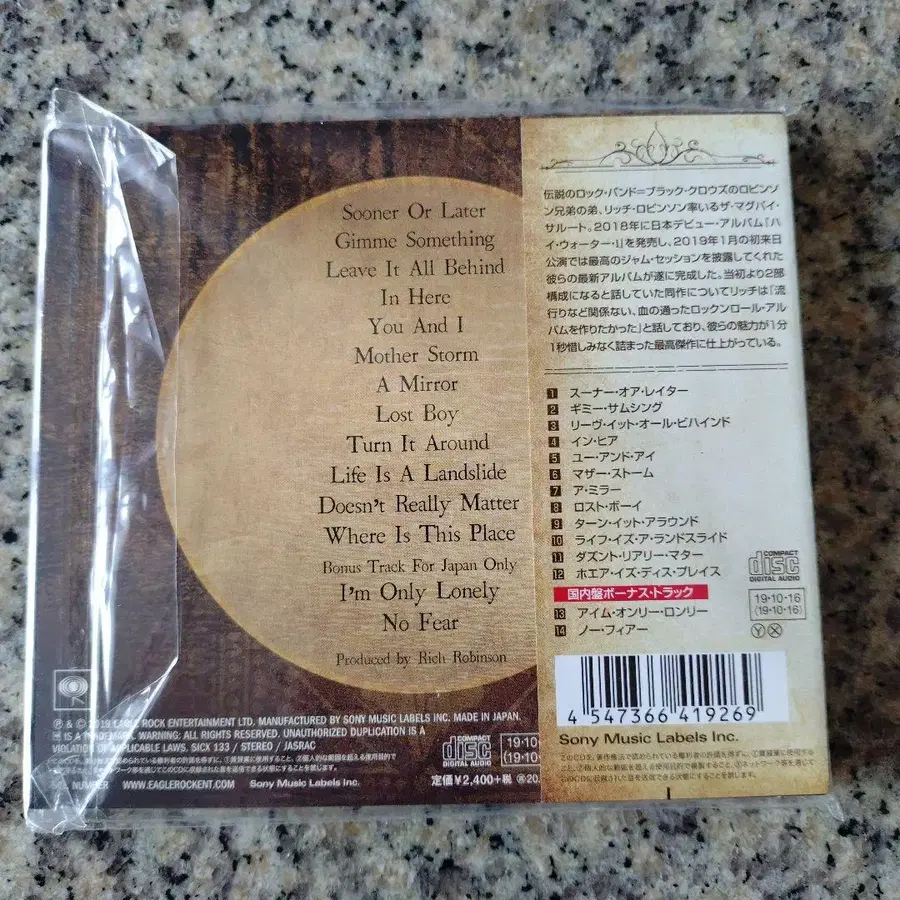 Sooner Or Later
Gimme Something
Leave It All Behind
In Here
You And I
Mother Storm
A Mirror
Lost Boy
Turn It Around
Life Is A Landslide
Doesn't Really Matter
Where Is This Place
Bonus Track For Japan Only
I'm Only Lonely
No Fear
Produced by Rich Robinson
℗ & © 2019 EAGLE ROCK ENTERTAINMENT LTD. MANUFACTURED BY SONY MUSIC LABELS INC. MADE IN JAPAN.
IS A TRADEMARK. WARNING: ALL RIGHTS RESERVED. UNAUTHORIZED DUPLICATION IS A
VIOLATION OF APPLICABLE LAWS. SICX 133 / STEREO / JASRAC
NUMBER WWW.EAGLEROCKENT.COM Sony Music Labels Inc.
COMPACT
disc
DIGITAL AUDIO
19·10
(19·10
定価¥2,400+税
伝説のロック・バンド=ブラック・クロウズのロビンソ
ン兄弟の弟、リッチ・ロビンソン率いるザ・マグパイ・
サルート。2018年に日本デビュー・アルバム「ハ
イ・ウォーター・I」を発売し、2019年1月の初来日
公演では最高のジャム・セッションを披露してくれた
彼らの最新アルバムが遂に完成した。当初より2部
構成になると話していた同作についてリッチは「流
行りなど関係ない、血の通ったロックンロール・アル
バムを作りたかった」と話しており、彼らの魅力が1分
1秒惜しみなく詰まった最高傑作に仕上がっている。
1 スーナー・オア・レイター
2 ギミー・サムシング
3 リーヴ・イット・オール・ビハインド
4 イン・ヒア
5 ユー・アンド・アイ
6 マザー・ストーム
7 ア・ミラー
8 ロスト・ボーイ
9 ターン・イット・アラウンド
10 ライフ・イズ・ア・ランドスライド
11 ダズント・リアリー・マター
12 ホエア・イズ・ディス・プレイス
国内盤ボーナス・トラック
13 アイム・オンリー・ロンリー
14 ノー・フィアー
COMPACT
disc
DIGITAL AUDIO
19·10·16
(19·10·16)
Ⓨ Ⓧ
4 547366 419269
Sony Music Labels Inc.